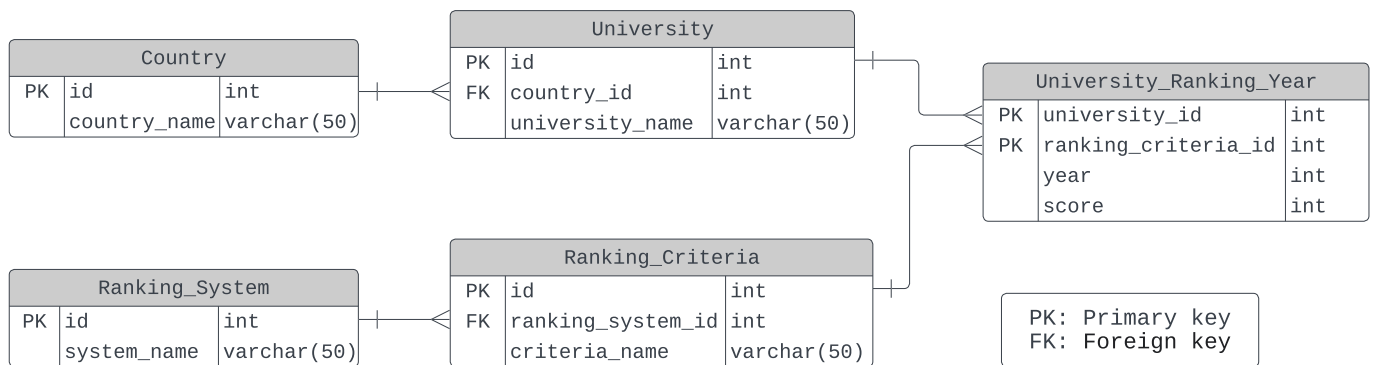 Country
PK id int
country_name varchar(50)
University
PK id int
FK country_id int
university_name varchar(50)
University_Ranking_Year
PK university_id int
PK ranking_criteria_id int
year int
score int
Ranking_System
PK id int
system_name varchar(50)
Ranking_Criteria
PK id int
FK ranking_system_id int
criteria_name varchar(50)
PK: Primary key
FK: Foreign key